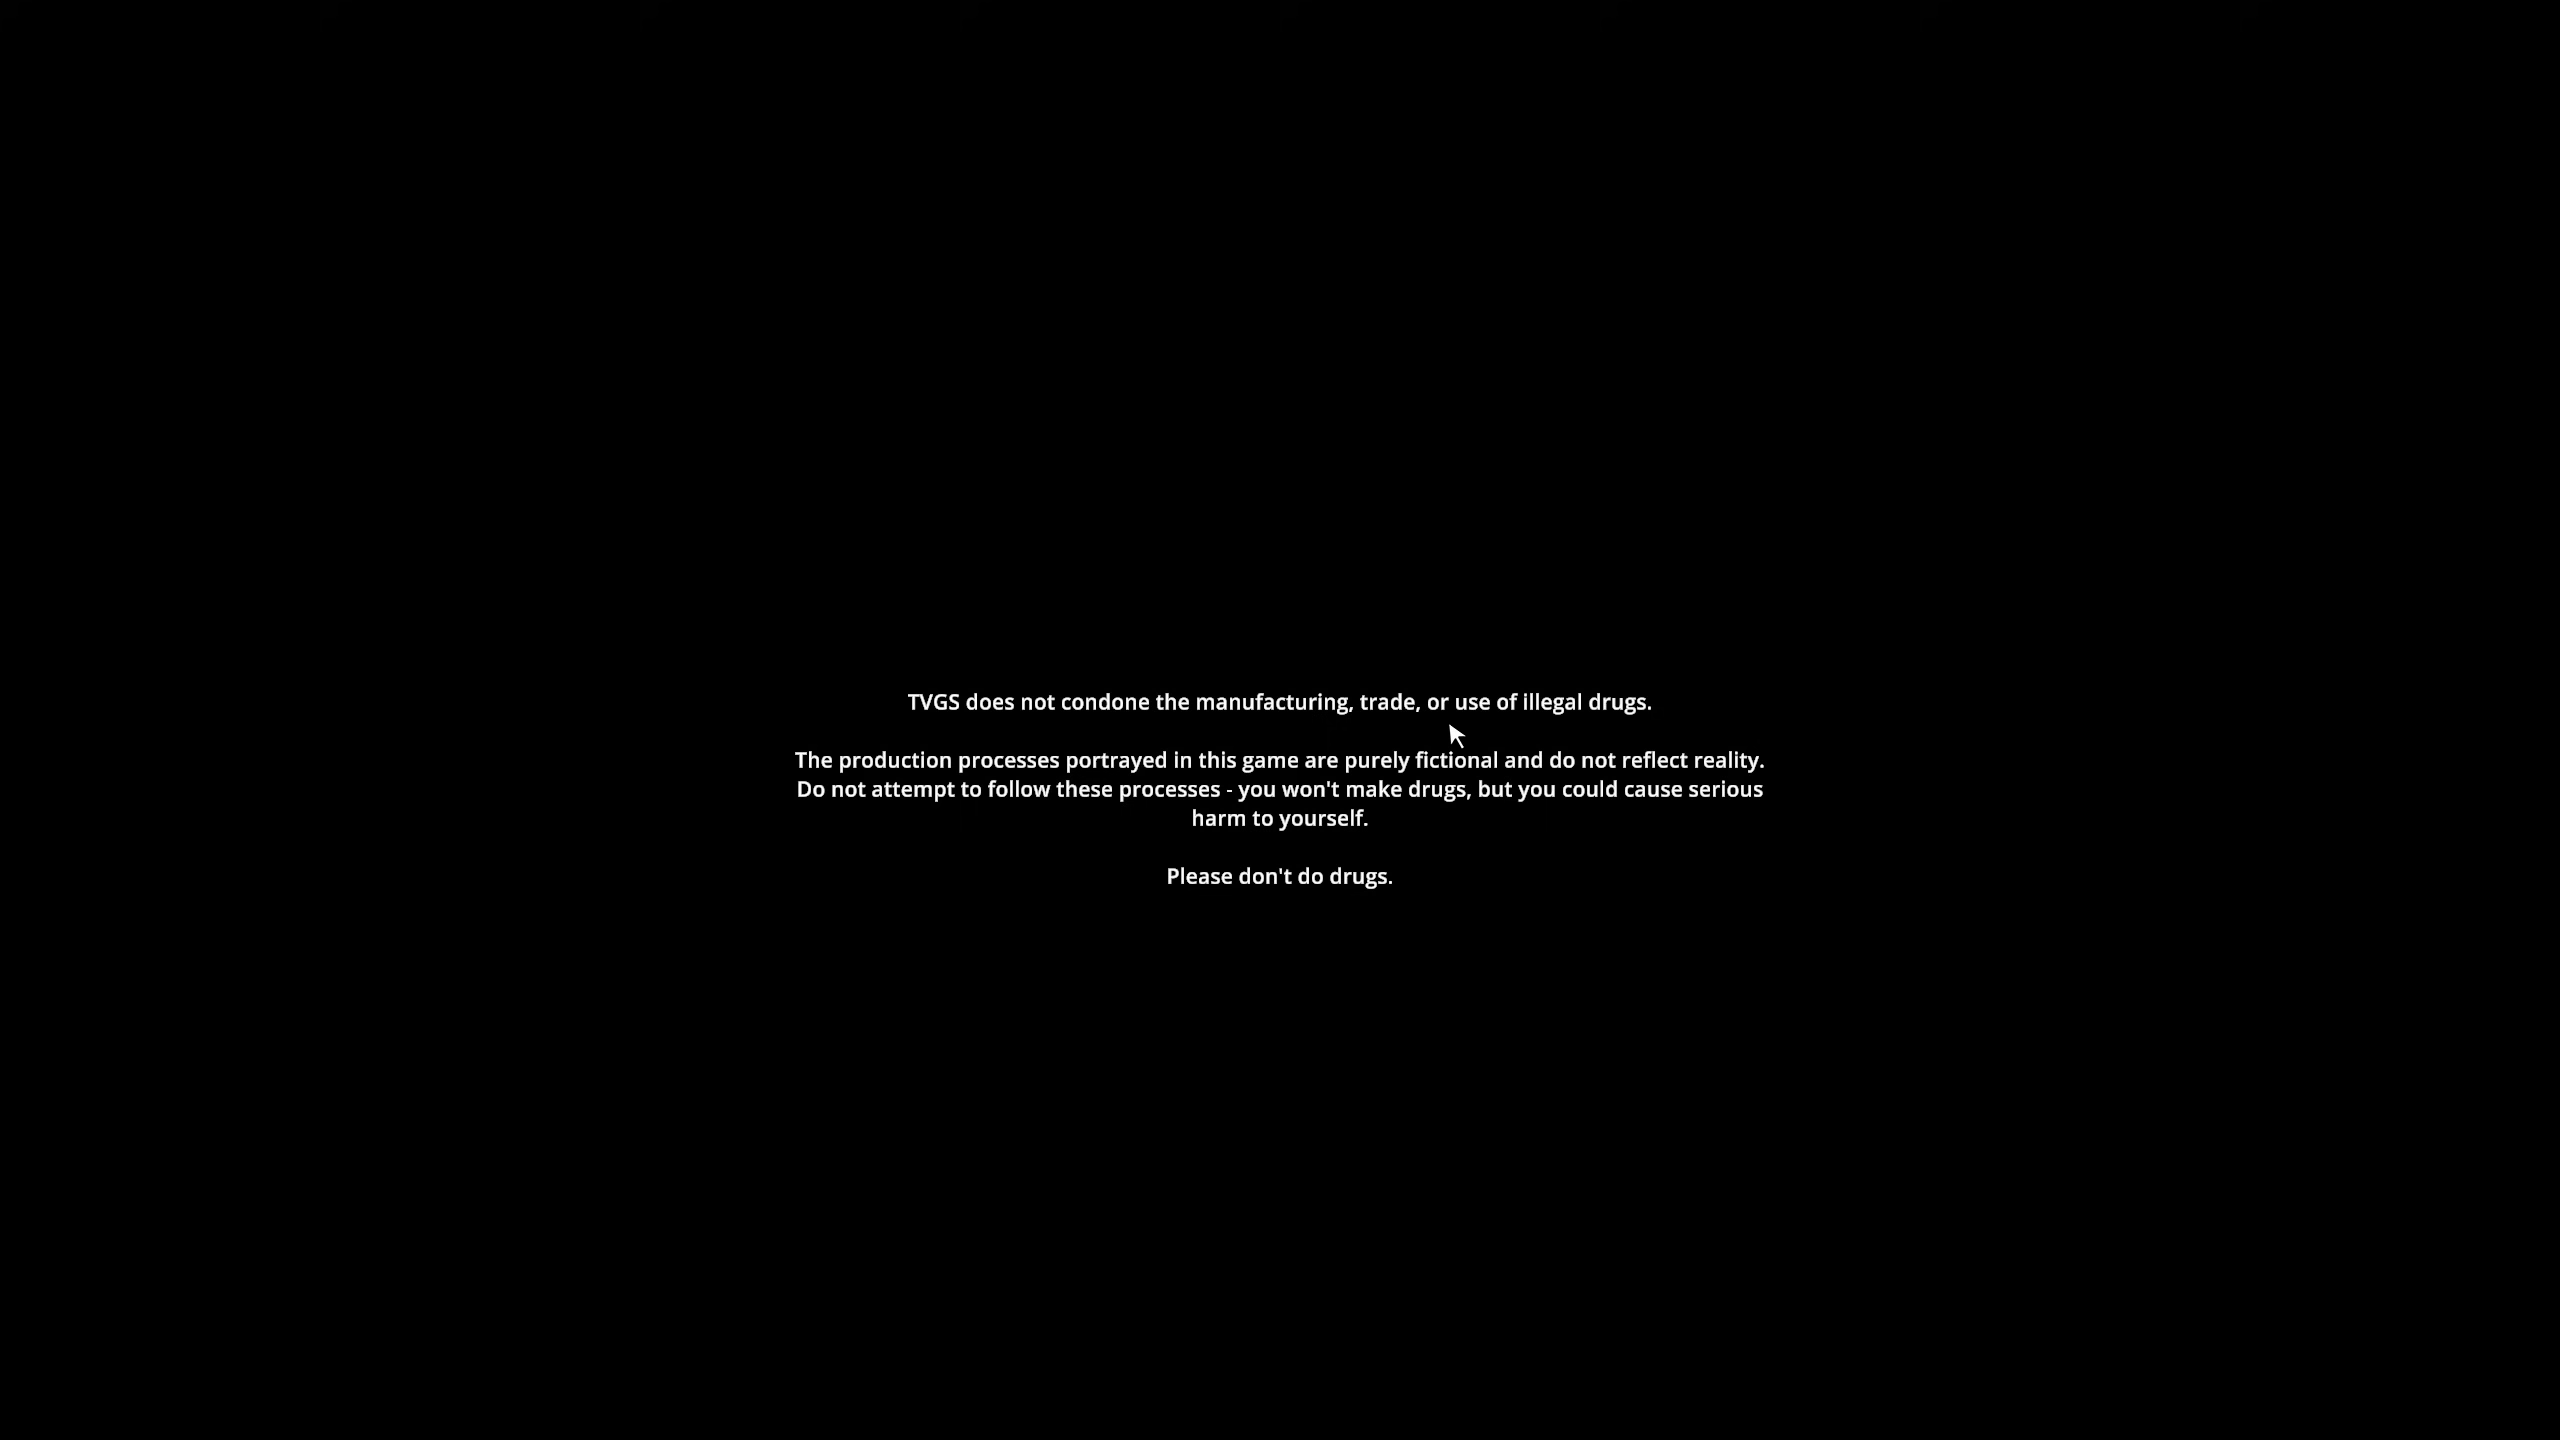 TVGS does not condone the manufacturing, trade, or use of illegal drugs.
The production processes portrayed in this game are purely fictional and do not reflect reality.
Do not attempt to follow these processes - you won't make drugs, but you could cause serious
harm to yourself.
Please don't do drugs.